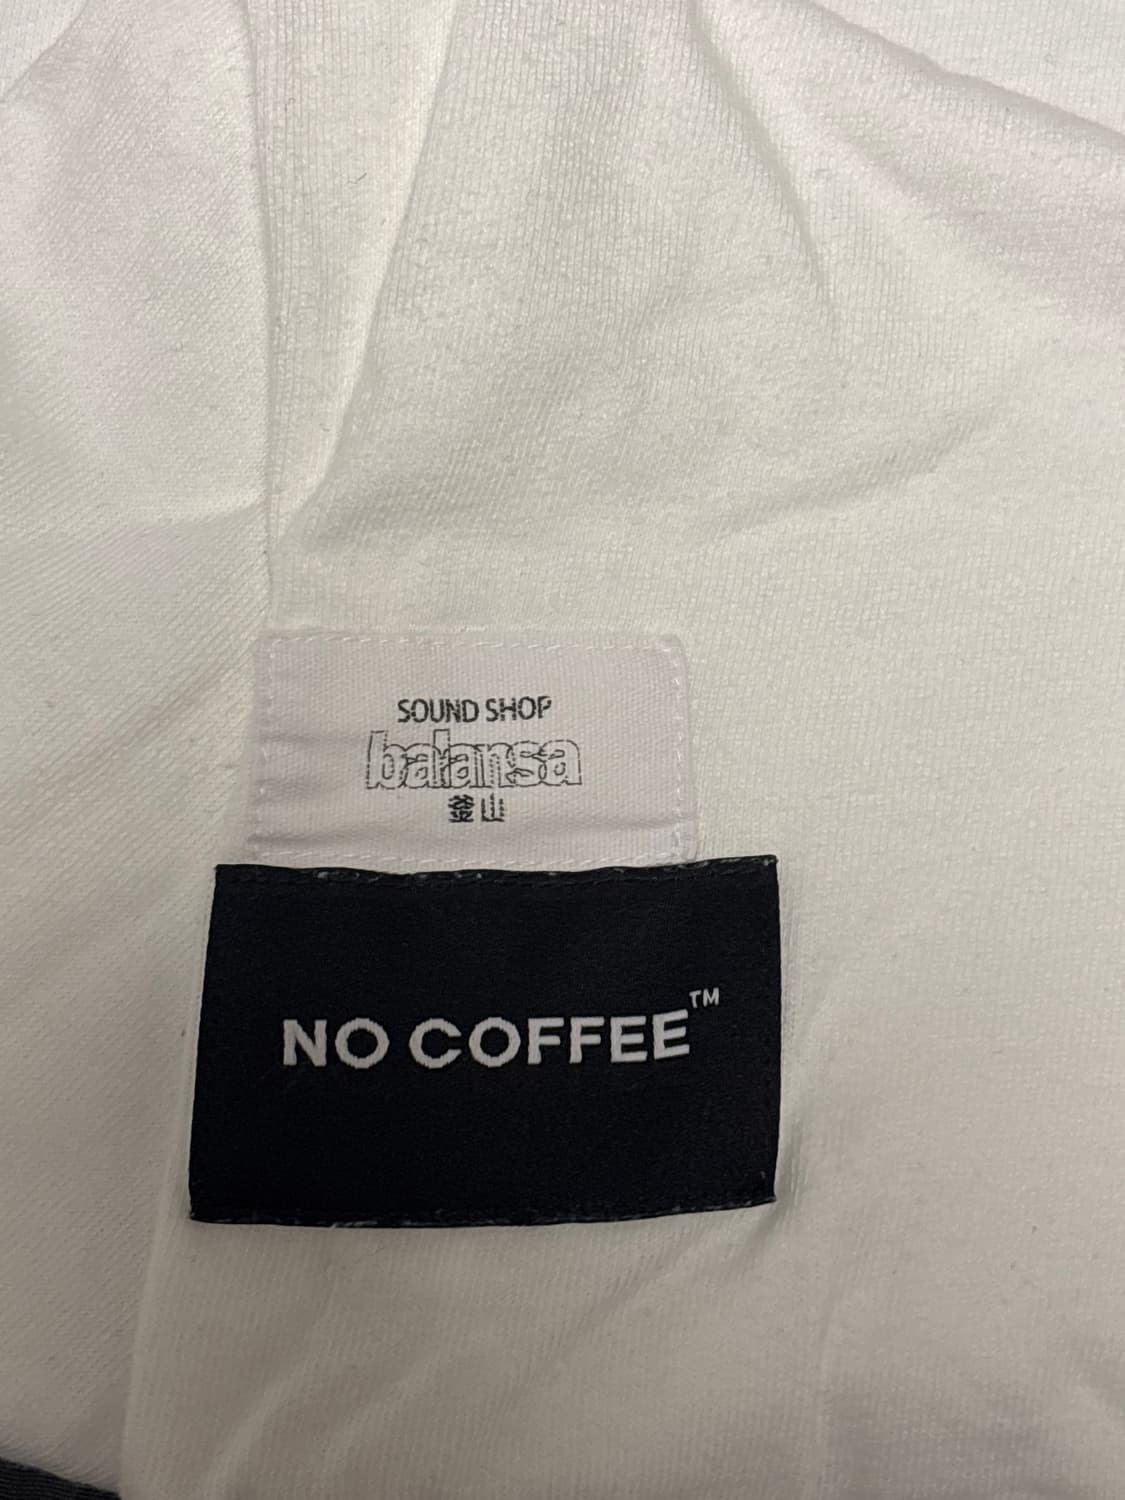 SOUND SHOP
balansa
釜山
NO COFFEE™